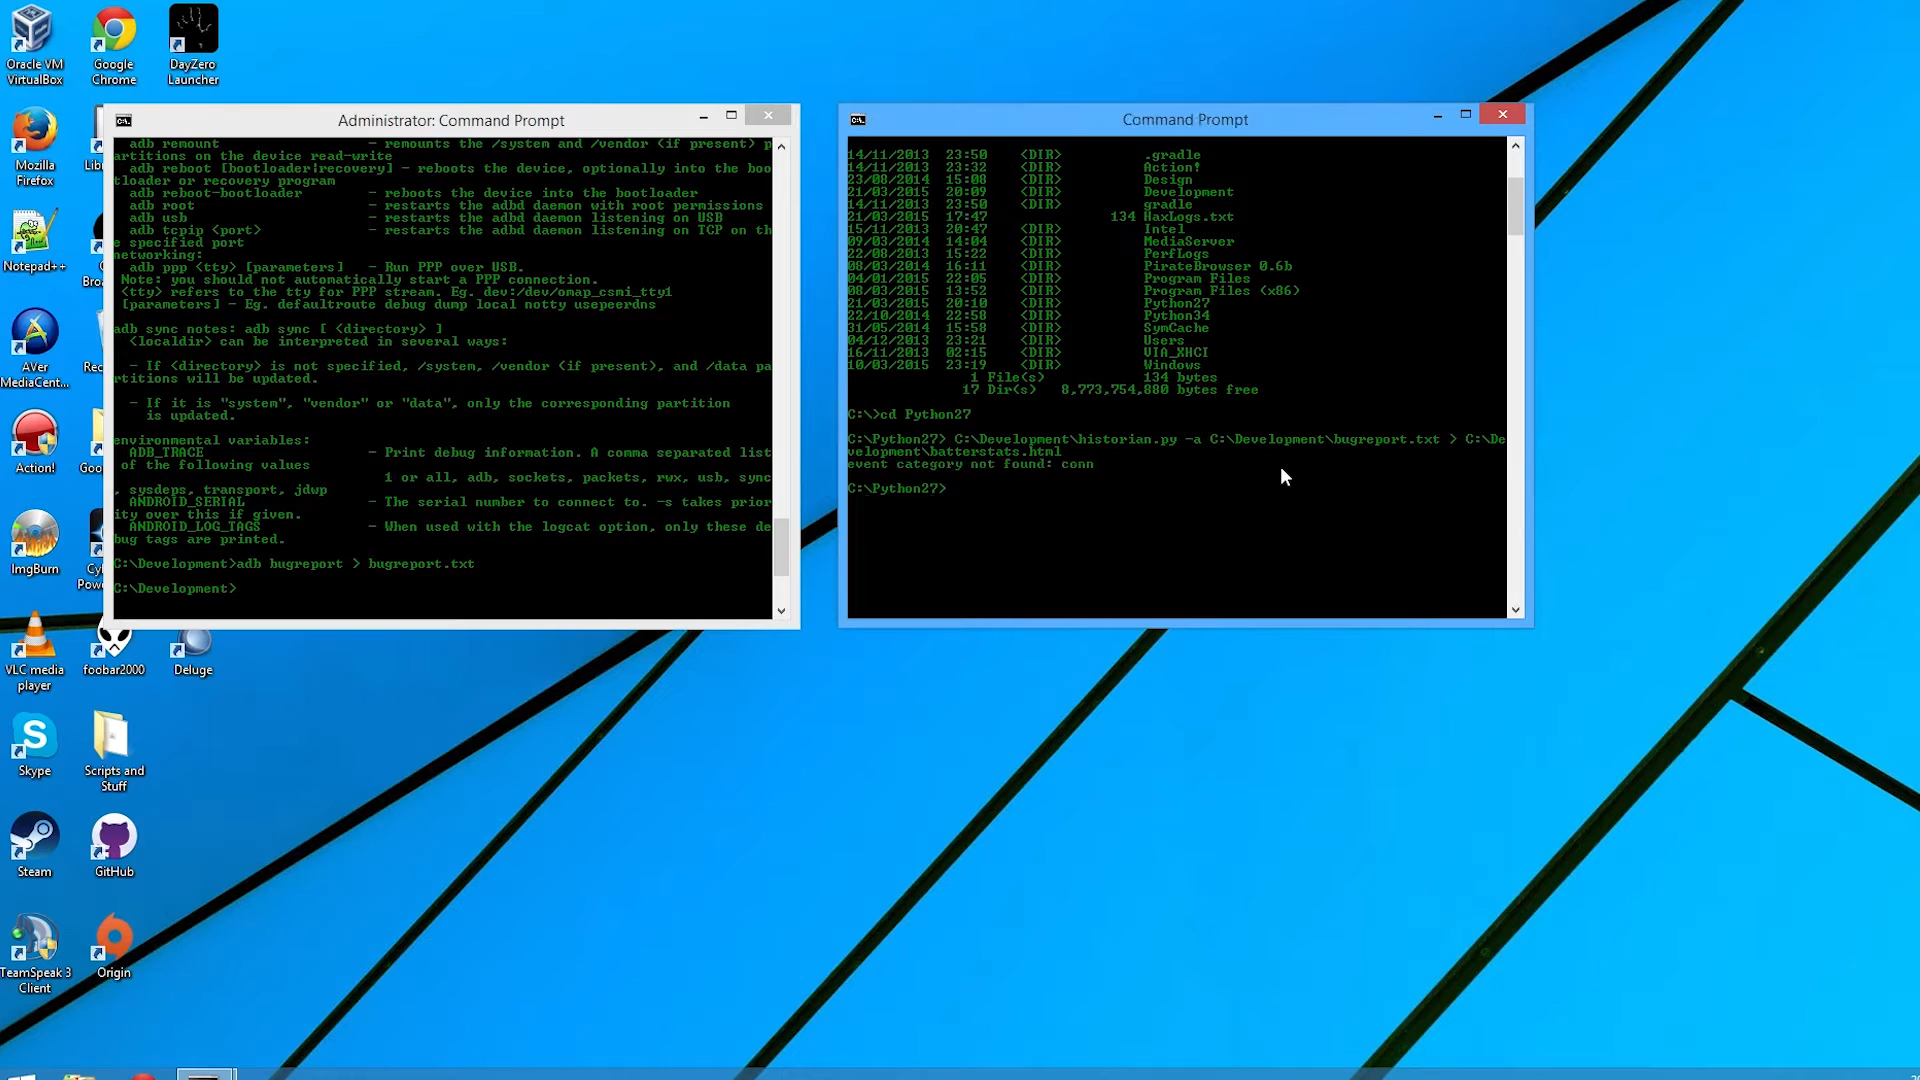 Oracle VM
VirtualBox
Google
Chrome
DayZero
Launcher
Mozilla
Firefox
Notepad++
AVer
MediaCent...
Action!
ImgBurn
VLC media
player
foobar2000
Deluge
Skype
Scripts and
Stuff
Steam
GitHub
TeamSpeak 3
Client
Origin
Administrator: Command Prompt
adb remount - remounts the /system and /vendor (if present) p
artitions on the device read-write
adb reboot [bootloader|recovery] - reboots the device, optionally into the boo
tloader or recovery program
adb reboot-bootloader - reboots the device into the bootloader
adb root - restarts the adbd daemon with root permissions
adb usb - restarts the adbd daemon listening on USB
adb tcpip <port> - restarts the adbd daemon listening on TCP on th
e specified port
networking:
adb ppp <tty> [parameters] - Run PPP over USB.
Note: you should not automatically start a PPP connection.
<tty> refers to the tty for PPP stream. Eg. dev:/dev/omap_csmi_tty1
[parameters] - Eg. defaultroute debug dump local notty usepeerdns
adb sync notes: adb sync [ <directory> ]
<localdir> can be interpreted in several ways:
- If <directory> is not specified, /system, /vendor (if present), and /data pa
rtitions will be updated.
- If it is "system", "vendor" or "data", only the corresponding partition
is updated.
environmental variables:
ADB_TRACE - Print debug information. A comma separated list
of the following values
1 or all, adb, sockets, packets, rwx, usb, sync
, sysdeps, transport, jdwp
ANDROID_SERIAL - The serial number to connect to. -s takes prior
ity over this if given.
ANDROID_LOG_TAGS - When used with the logcat option, only these de
bug tags are printed.
C:\Development>adb bugreport > bugreport.txt
C:\Development>
Command Prompt
14/11/2013 23:50 <DIR> .gradle
14/11/2013 23:32 <DIR> Action!
23/08/2014 15:08 <DIR> Design
21/03/2015 20:09 <DIR> Development
14/11/2013 23:50 <DIR> gradle
21/03/2015 17:47 134 HaxLogs.txt
15/11/2013 20:47 <DIR> Intel
09/03/2014 14:04 <DIR> MediaServer
22/08/2013 15:22 <DIR> PerfLogs
08/03/2014 16:11 <DIR> PirateBrowser 0.6b
04/01/2015 22:05 <DIR> Program Files
08/03/2015 13:52 <DIR> Program Files (x86)
21/03/2015 20:10 <DIR> Python27
22/10/2014 22:58 <DIR> Python34
31/05/2014 15:58 <DIR> SymCache
04/12/2013 23:21 <DIR> Users
16/11/2013 02:15 <DIR> VIA_XHCI
10/03/2015 23:19 <DIR> Windows
1 File(s) 134 bytes
17 Dir(s) 8,773,754,880 bytes free
C:\>cd Python27
C:\Python27> C:\Development\historian.py -a C:\Development\bugreport.txt > C:\De
velopment\batterstats.html
event category not found: conn
C:\Python27>